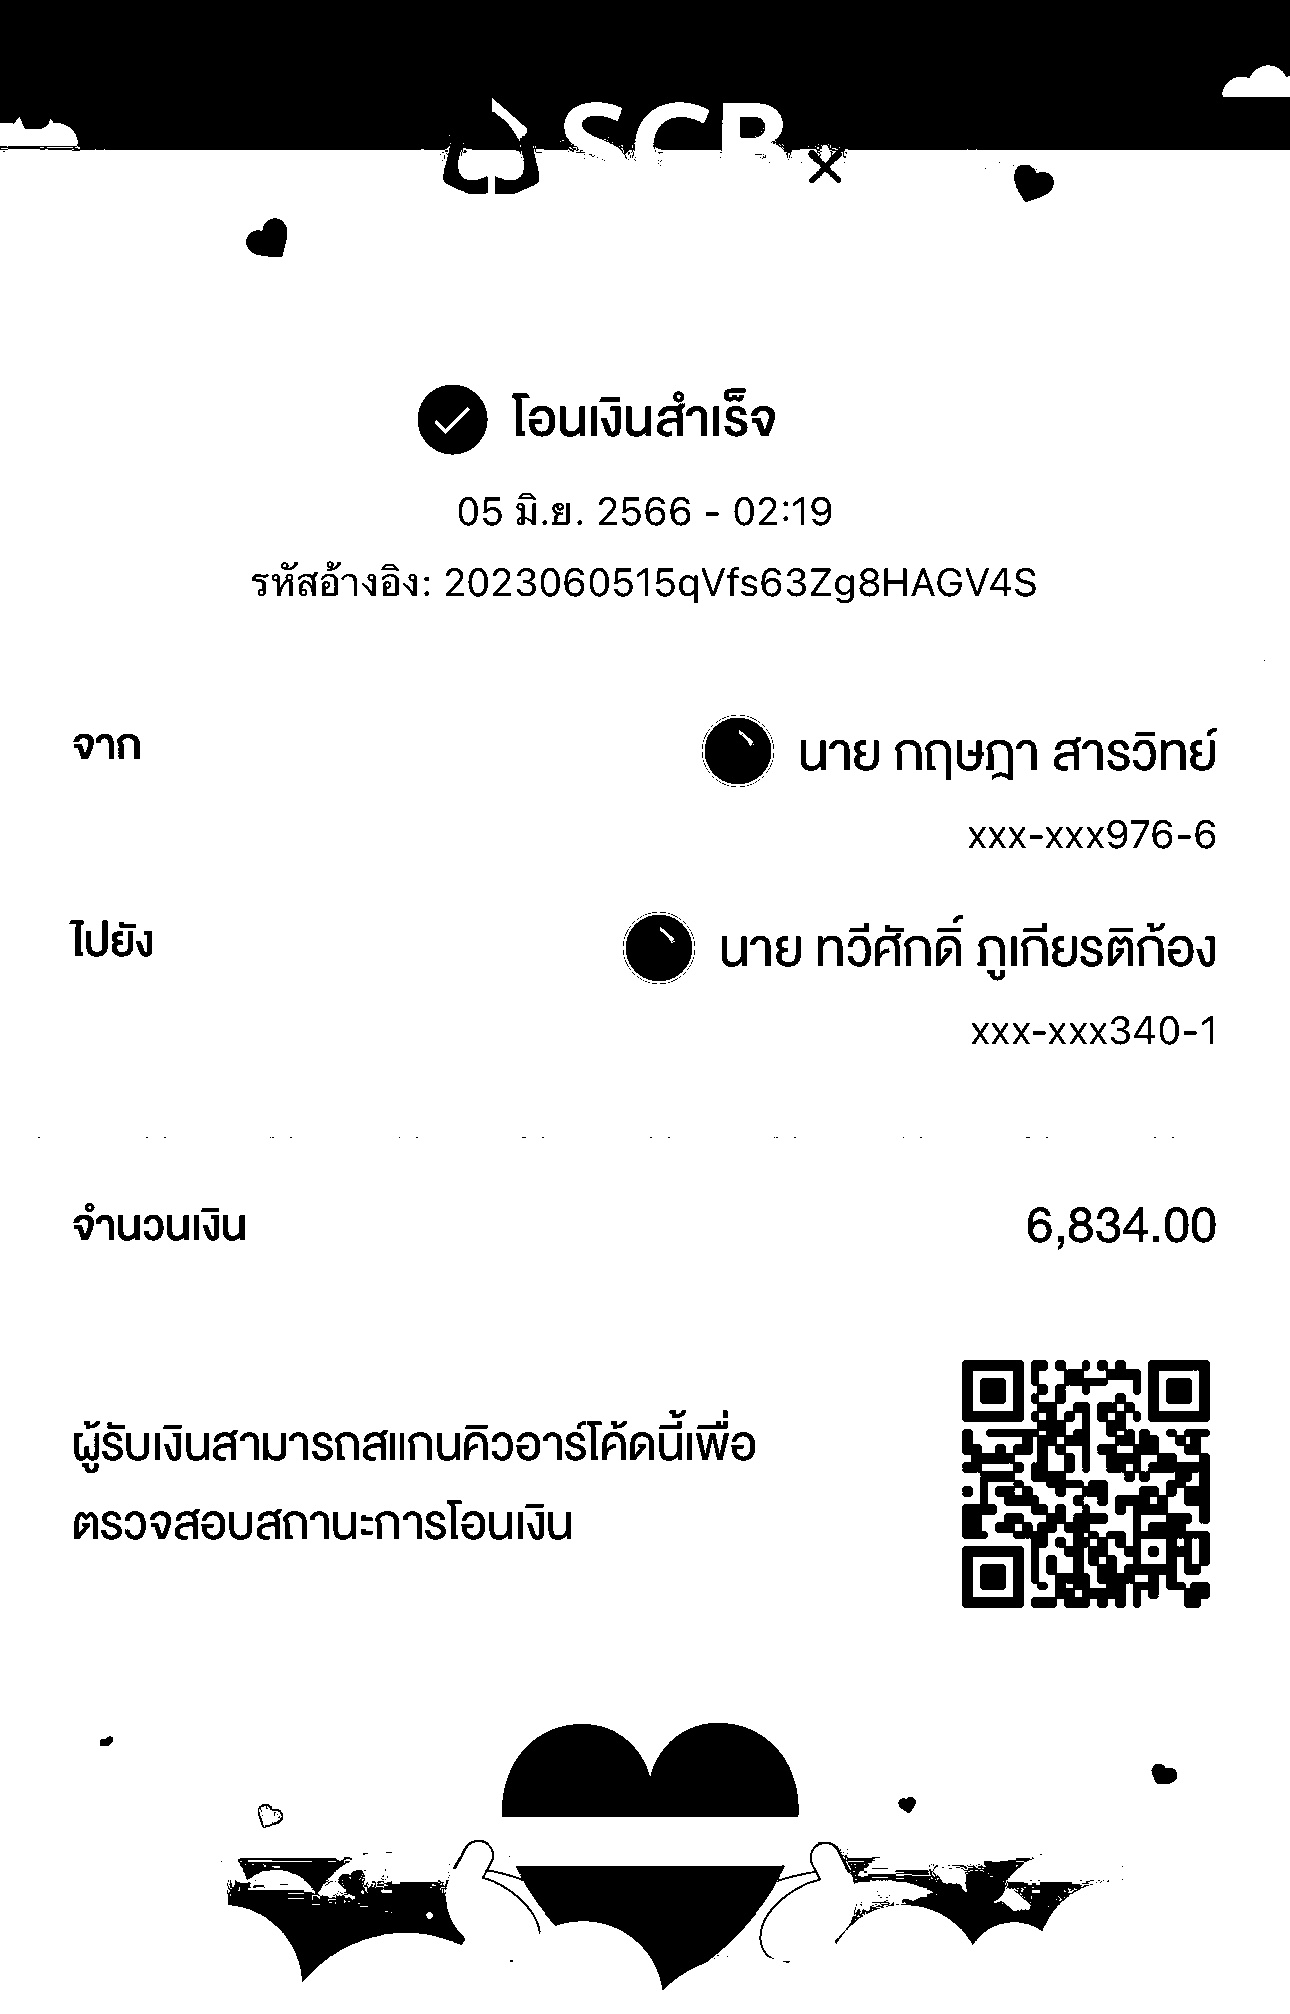 SCB
โอนเงินสำเร็จ
05 มิ.ย. 2566 - 02:19
รหัสอ้างอิง: 2023060515qVfs63Zg8HAGV4S
จาก
นาย กฤษฎา สารวิทย์
xxx-xxx976-6
ไปยัง
นาย ทวีศักดิ์ ภูเกียรติก้อง
xxx-xxx340-1
จำนวนเงิน
6,834.00
ผู้รับเงินสามารถสแกนคิวอาร์โค้ดนี้เพื่อ
ตรวจสอบสถานะการโอนเงิน